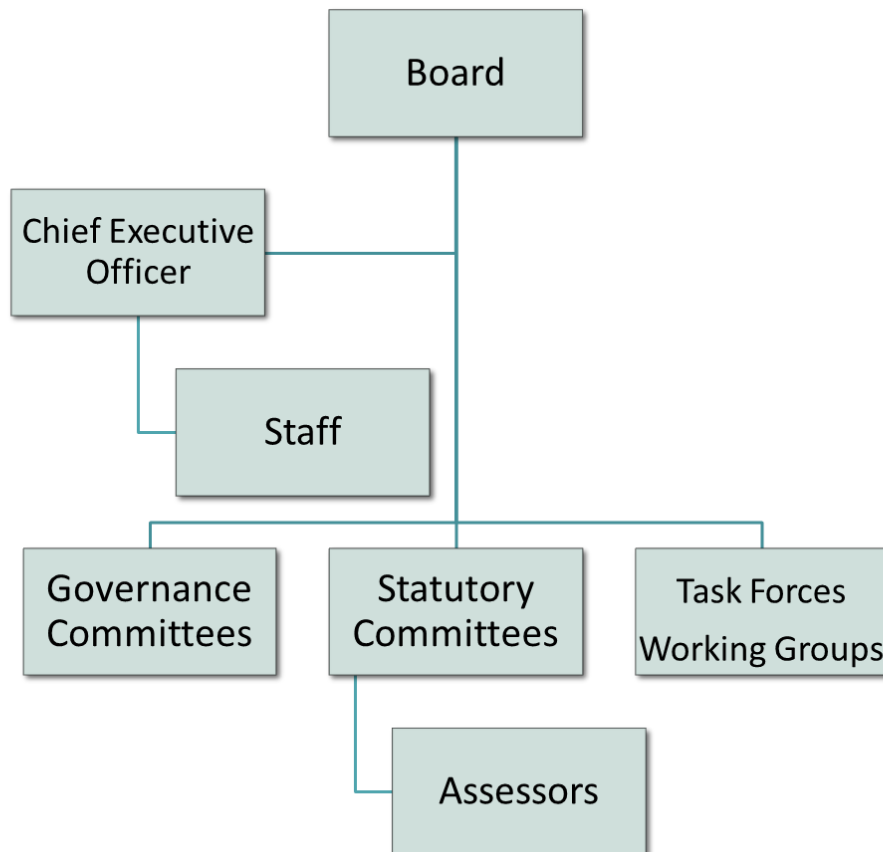 Board
Chief Executive
Officer
Staff
Governance
Committees
Statutory
Committees
Task Forces
Working Groups
Assessors